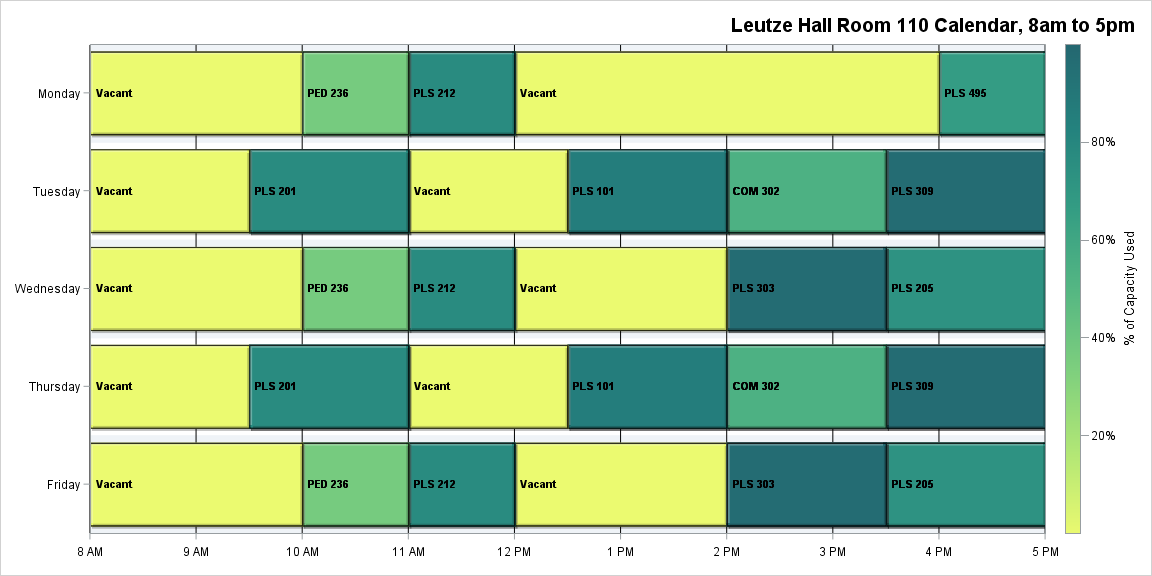 Leutze Hall Room 110 Calendar, 8am to 5pm
Monday
Vacant
PED 236
PLS 212
Vacant
PLS 495
Tuesday
Vacant
PLS 201
Vacant
PLS 101
COM 302
PLS 309
Wednesday
Vacant
PED 236
PLS 212
Vacant
PLS 303
PLS 205
Thursday
Vacant
PLS 201
Vacant
PLS 101
COM 302
PLS 309
Friday
Vacant
PED 236
PLS 212
Vacant
PLS 303
PLS 205
8 AM
9 AM
10 AM
11 AM
12 PM
1 PM
2 PM
3 PM
4 PM
5 PM
80%
60%
40%
20%
% of Capacity Used